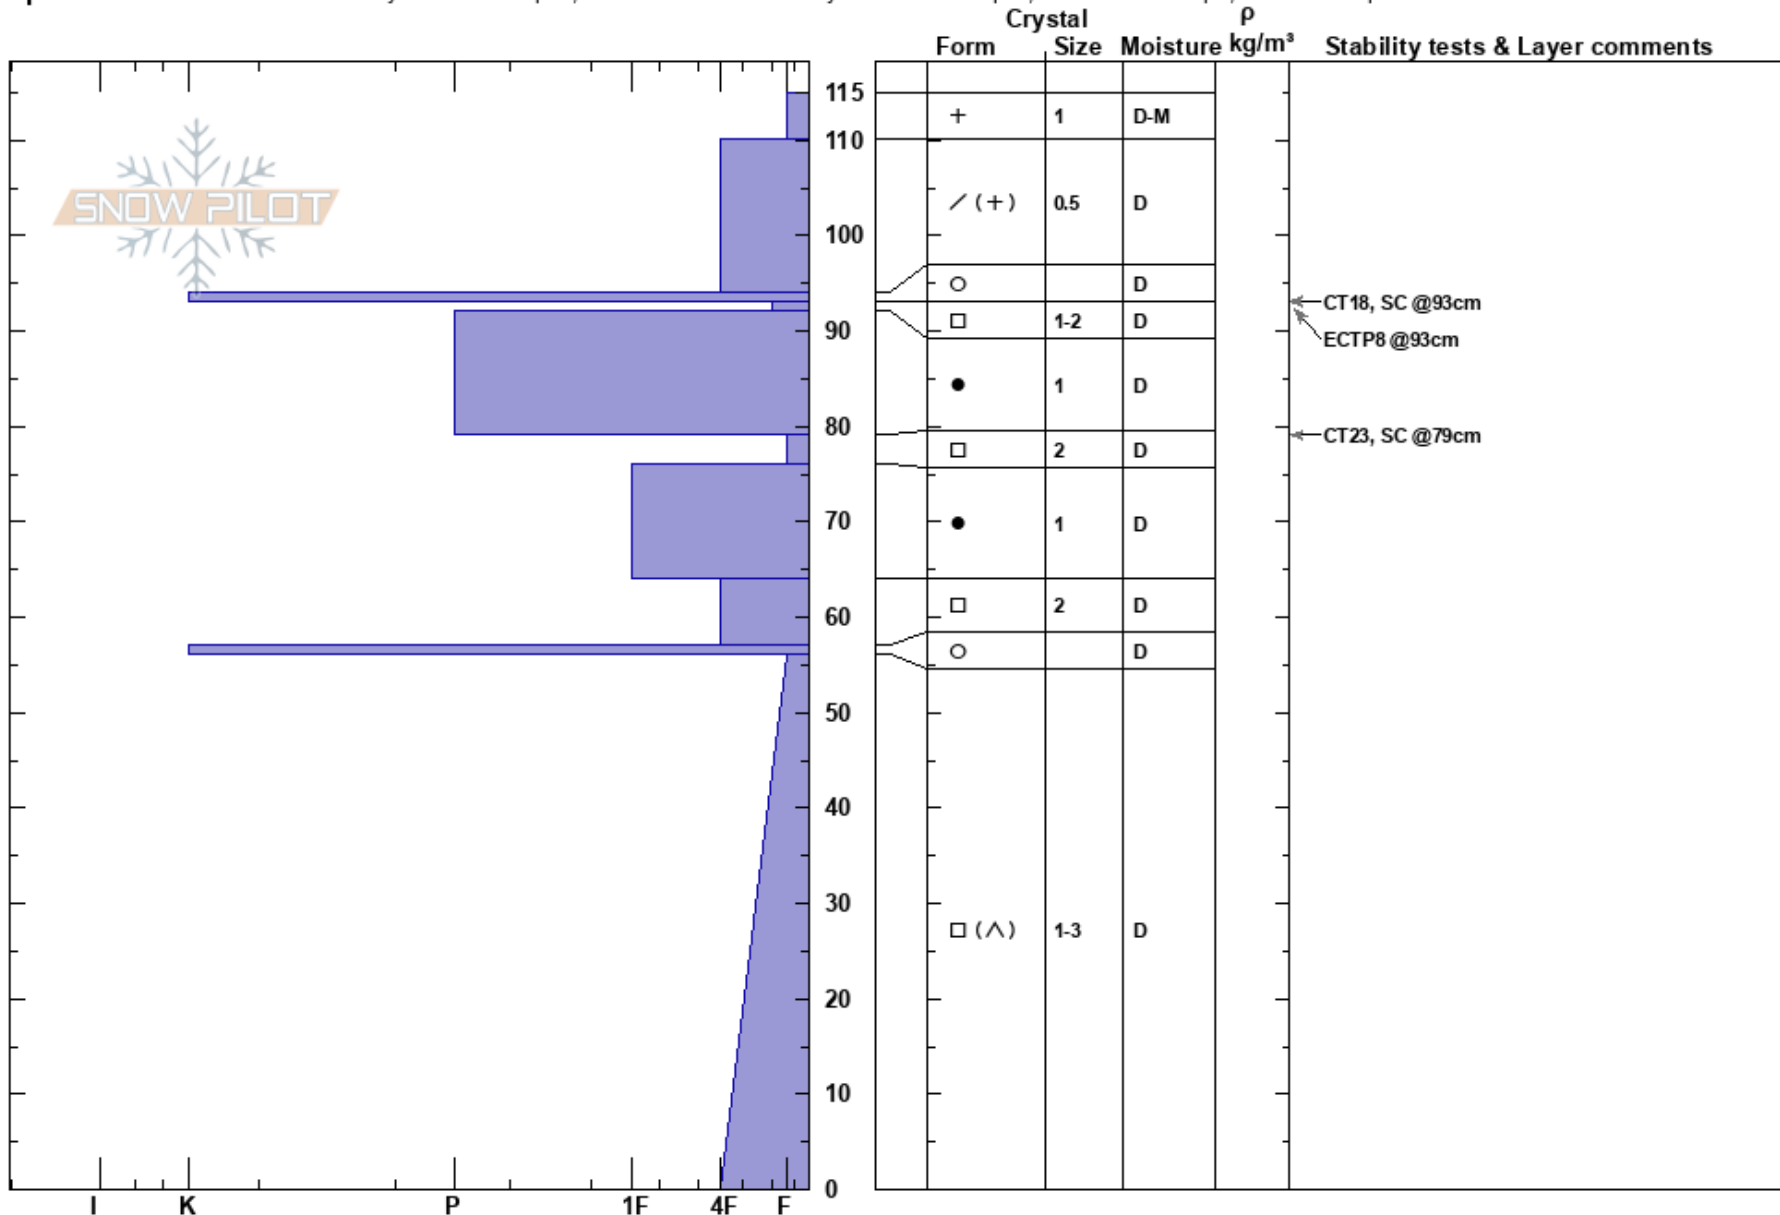 Crystal
ρ
Form Size Moisture kg/m³ Stability tests & Layer comments
115
+ 1 D-M
110
/ (+) 0.5 D
SNOW PILOT
100
○ D
CT18, SC @93cm
□ 1-2 D
90
ECTP8 @93cm
● 1 D
80
CT23, SC @79cm
□ 2 D
70
● 1 D
□ 2 D
60
○ D
50
40
30
□ (∧) 1-3 D
20
10
0
I K P 1F 4F F